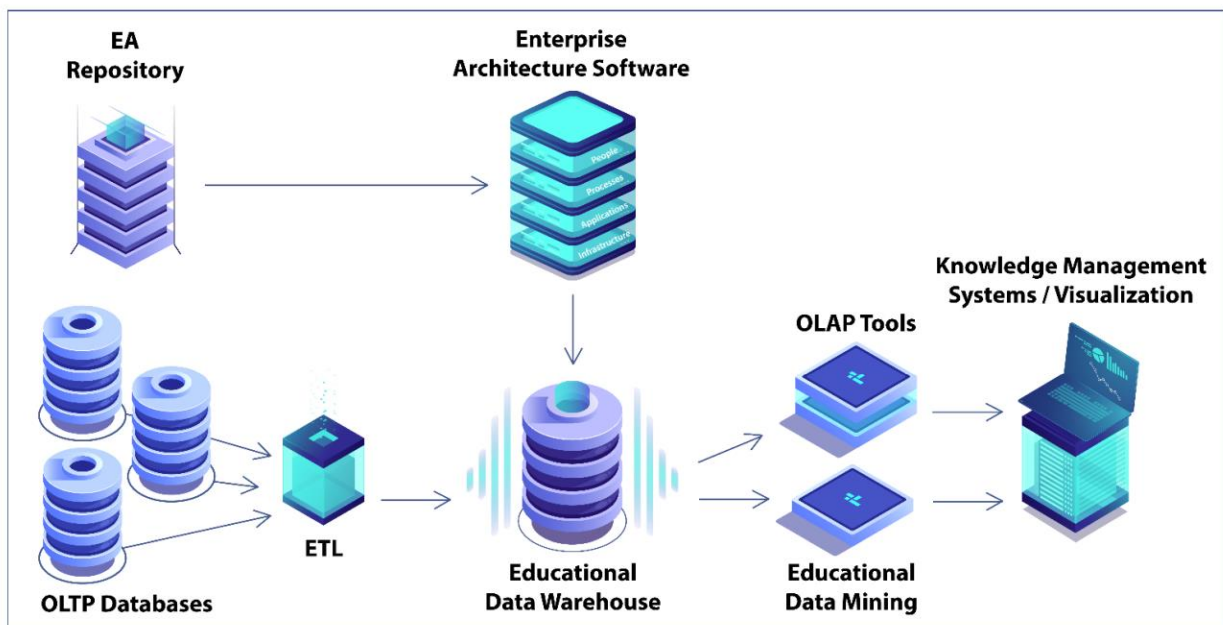 EA
Repository
Enterprise
Architecture Software
People
Processes
Applications
Infrastructure
Knowledge Management
Systems / Visualization
OLAP Tools
ETL
OLTP Databases
Educational
Data Warehouse
Educational
Data Mining